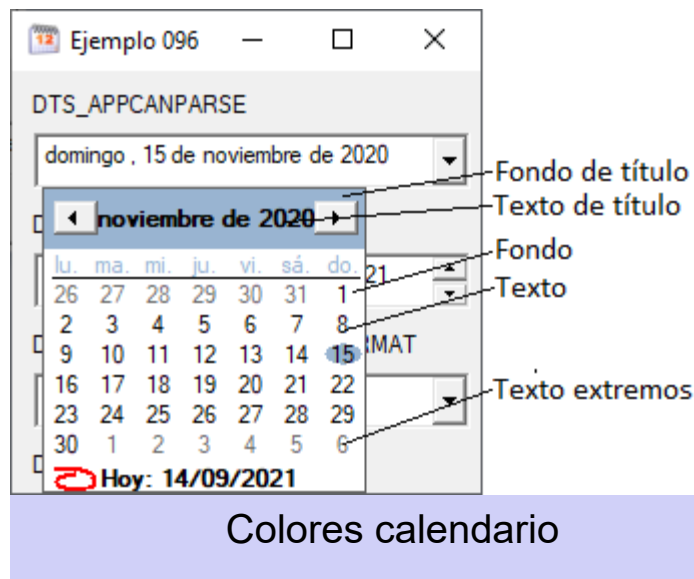 12 Ejemplo 096
DTS_APPCANPARSE
domingo , 15 de noviembre de 2020
Fondo de título
noviembre de 2020
Texto de título
lu. ma. mi. ju. vi. sá. do.
Fondo
21
26 27 28 29 30 31 1
Texto
2 3 4 5 6 7 8
9 10 11 12 13 14 15
RMAT
16 17 18 19 20 21 22
Texto extremos
23 24 25 26 27 28 29
30 1 2 3 4 5 6
Hoy: 14/09/2021
Colores calendario